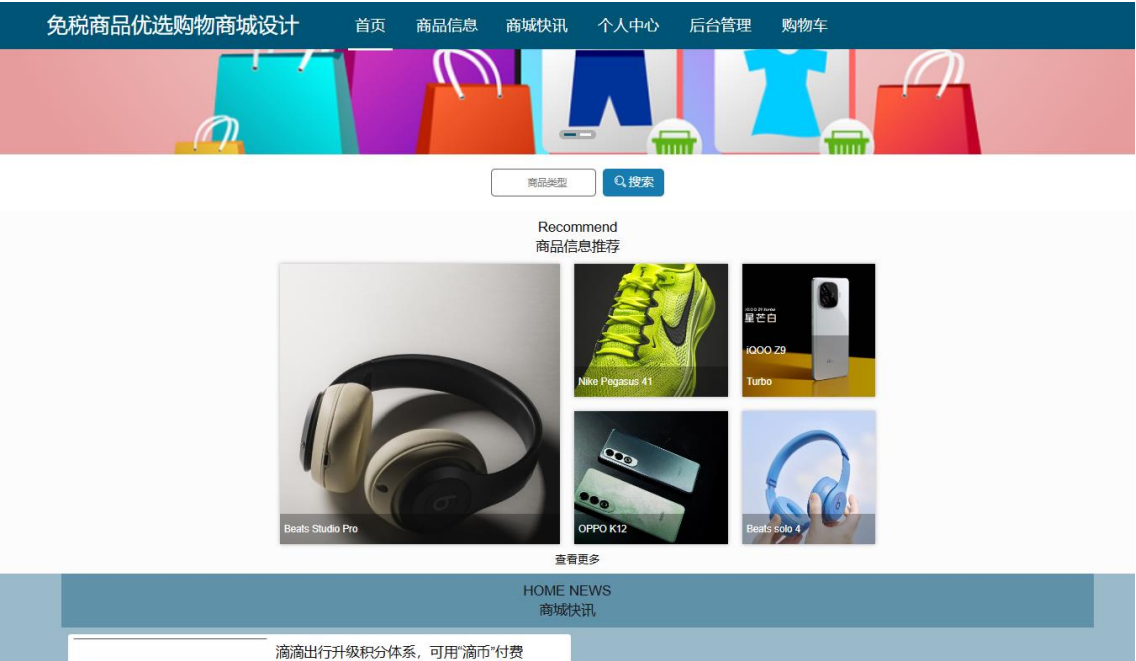 免税商品优选购物商城设计
首页
商品信息
商城快讯
个人中心
后台管理
购物车
商品类型
搜索
Recommend
商品信息推荐
Beats Studio Pro
Nike Pegasus 41
星芒白
iQOO Z9
Turbo
OPPO K12
Beats solo 4
查看更多
HOME NEWS
商城快讯
滴滴出行升级积分体系，可用“滴币”付费